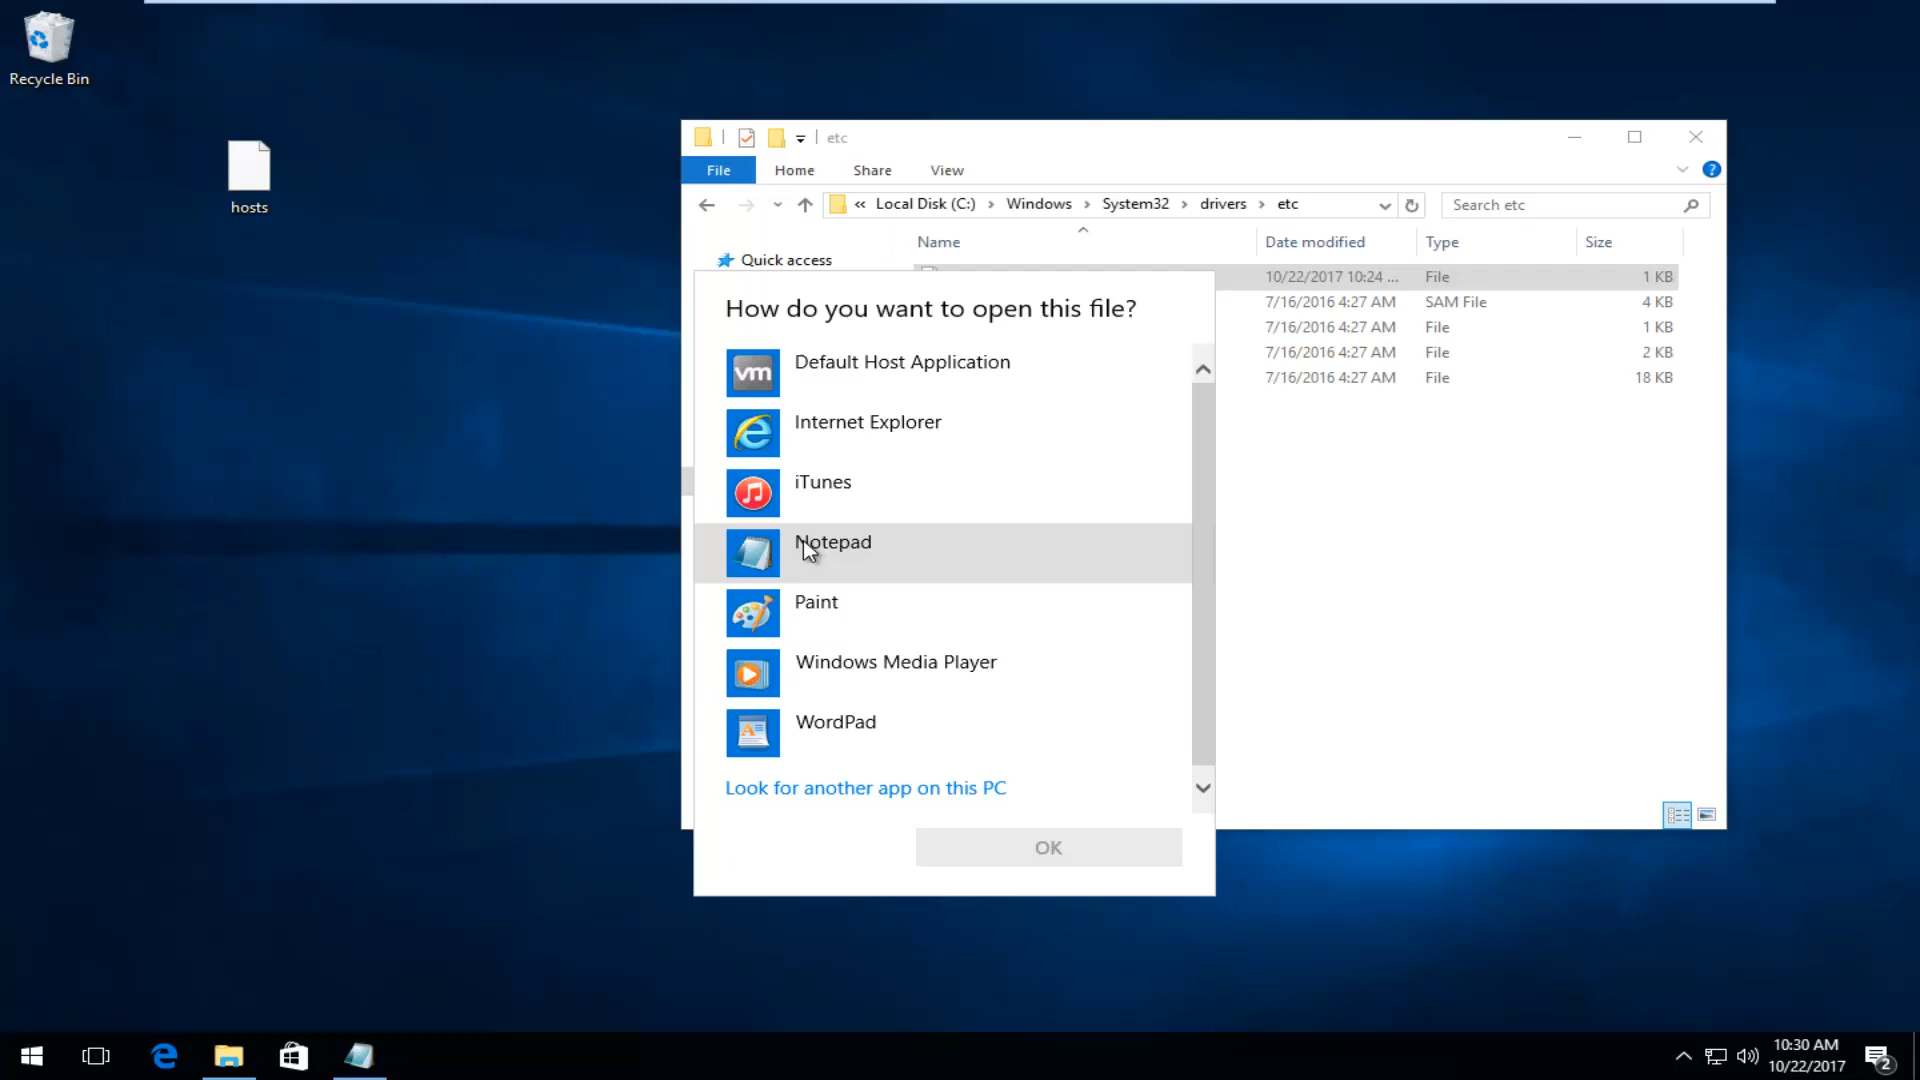 Recycle Bin
hosts
etc
File Home Share View
?
« Local Disk (C:) › Windows › System32 › drivers › etc
Search etc
Name Date modified Type Size
Quick access
10/22/2017 10:24 ... File 1 KB
7/16/2016 4:27 AM SAM File 4 KB
7/16/2016 4:27 AM File 1 KB
7/16/2016 4:27 AM File 2 KB
7/16/2016 4:27 AM File 18 KB
How do you want to open this file?
vm
Default Host Application
Internet Explorer
iTunes
Notepad
Paint
Windows Media Player
WordPad
Look for another app on this PC
OK
10:30 AM
10/22/2017
2